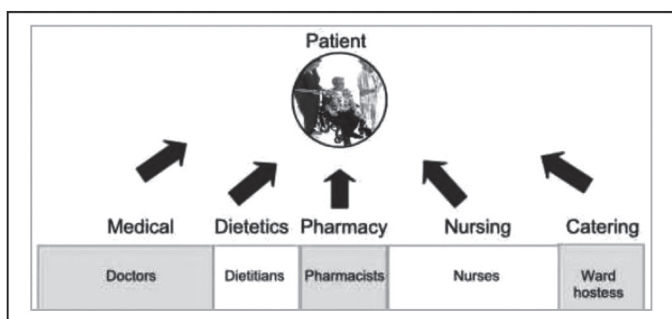 Patient
Medical Dietetics Pharmacy Nursing Catering
Doctors Dietitians Pharmacists Nurses Ward
hostess